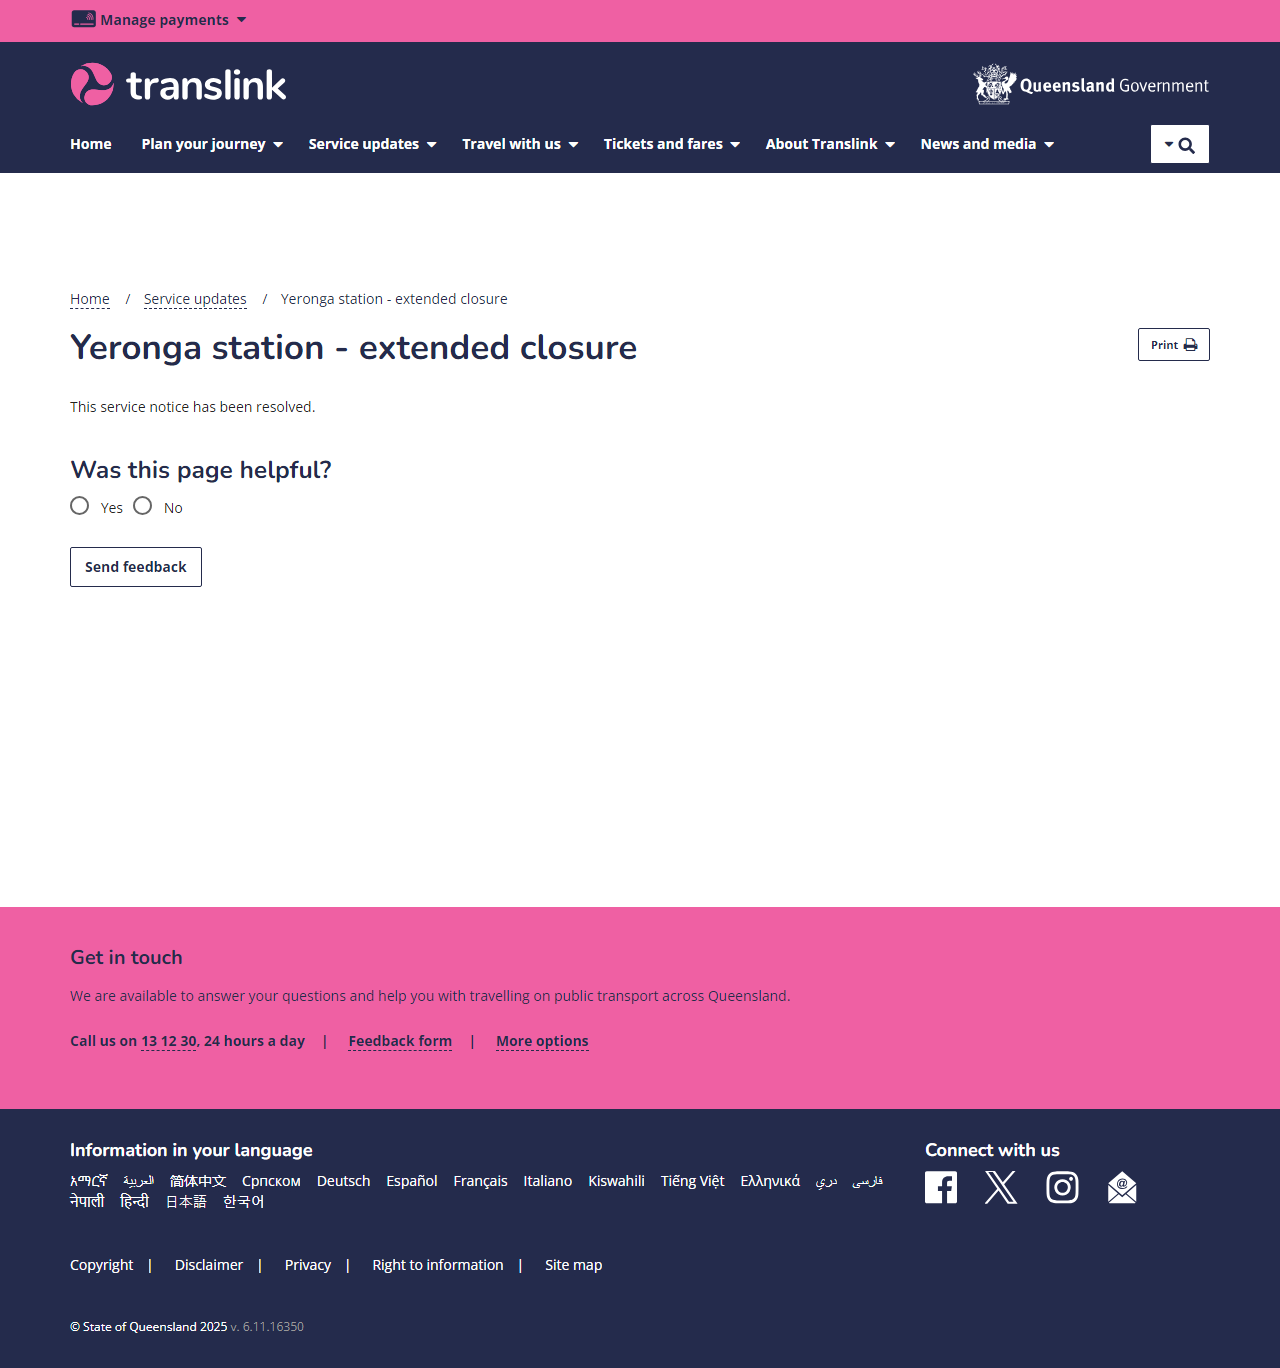 Manage payments
translink
Queensland Government
Home Plan your journey Service updates Travel with us Tickets and fares About Translink News and media
Home / Service updates / Yeronga station - extended closure
Yeronga station - extended closure
Print
This service notice has been resolved.
Was this page helpful?
Yes No
Send feedback
Get in touch
We are available to answer your questions and help you with travelling on public transport across Queensland.
Call us on 13 12 30, 24 hours a day | Feedback form | More options
Information in your language
አማርኛ العربية 简体中文 Српском Deutsch Español Français Italiano Kiswahili Tiếng Việt Ελληνικά دري فارسی
नेपाली हिन्दी 日本語 한국어
Connect with us
Copyright | Disclaimer | Privacy | Right to information | Site map
© State of Queensland 2025 v. 6.11.16350